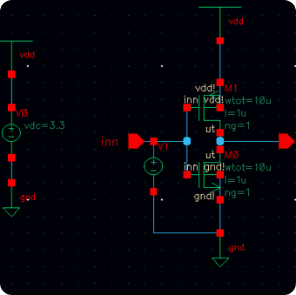 vdd
vdd
vdd!
M1
inn
vdd!
wtot=10u
l=1u
ng=1
ut
V0
vdc=3.3
inn
V1
ut
M0
inn
gnd!
wtot=10u
l=1u
ng=1
gnd!
gnd
gnd